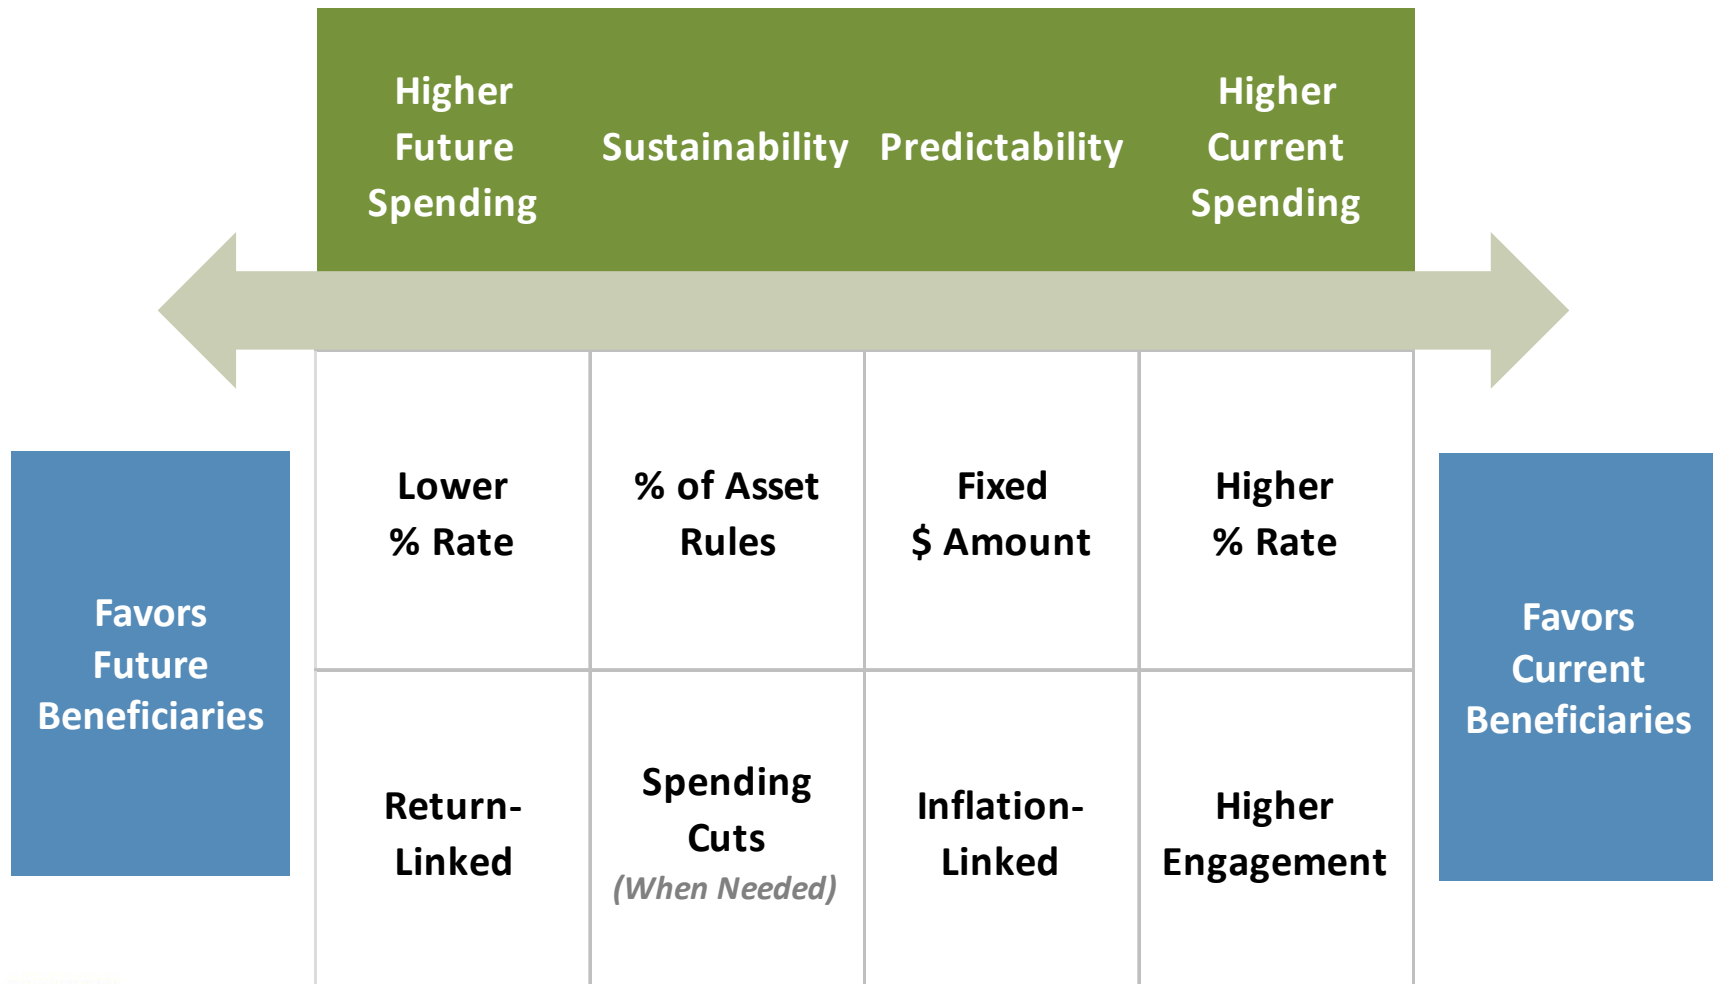 Higher
Future
Spending
Sustainability
Predictability
Higher
Current
Spending
Favors
Future
Beneficiaries
Lower
% Rate
% of Asset
Rules
Fixed
$ Amount
Higher
% Rate
Return-
Linked
Spending
Cuts
(When Needed)
Inflation-
Linked
Higher
Engagement
Favors
Current
Beneficiaries